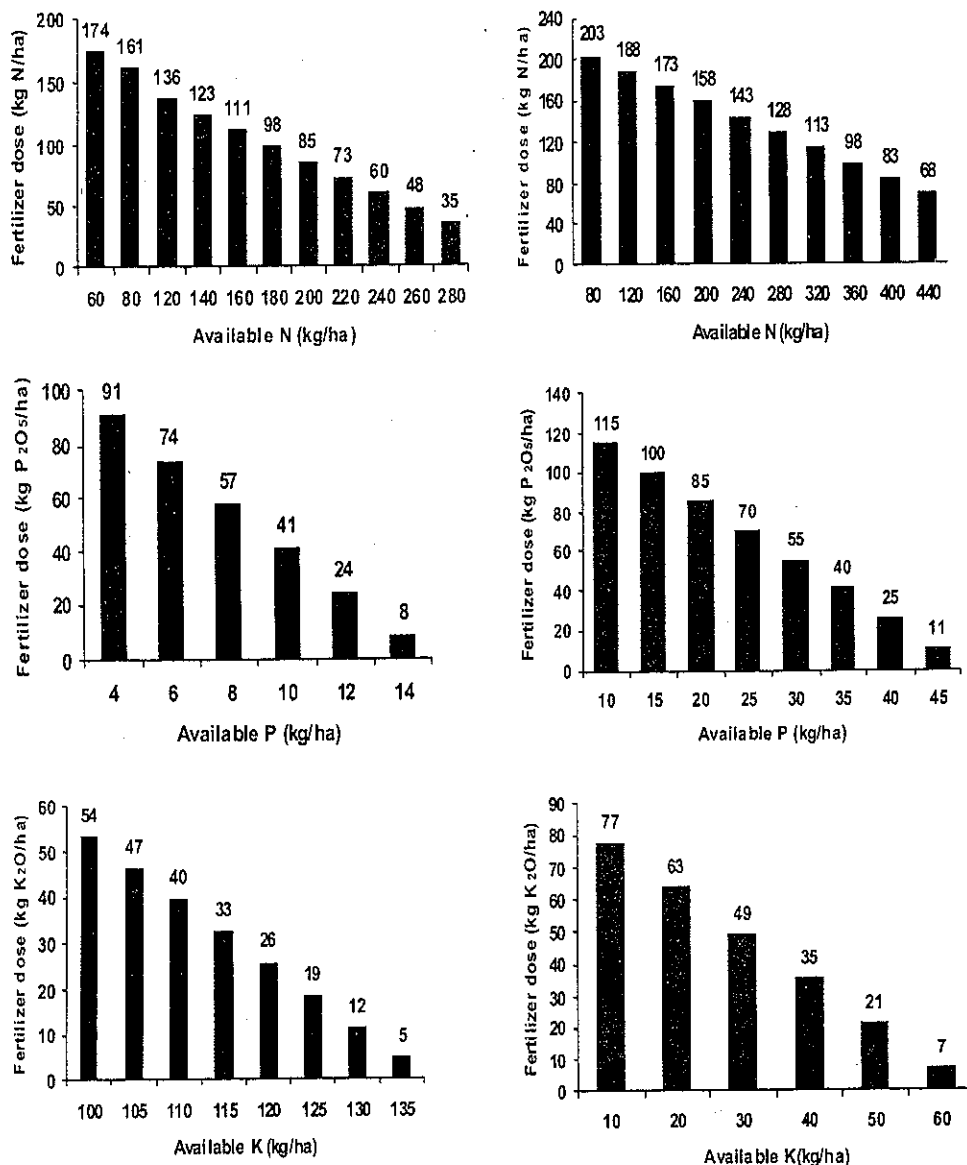 Fertilizer dose (kg N/ha)
200
150
100
50
0
174 161 136 123 111 98 85 73 60 48 35
60 80 120 140 160 180 200 220 240 260 280
Available N (kg/ha)
Fertilizer dose (kg N/ha)
240
200
160
120
80
40
0
203 188 173 158 143 128 113 98 83 68
80 120 160 200 240 280 320 360 400 440
Available N (kg/ha)
Fertilizer dose (kg P2O5/ha)
100
80
60
40
20
0
91 74 57 41 24 8
4 6 8 10 12 14
Available P (kg/ha)
Fertilizer dose (kg P2O5/ha)
140
120
100
80
60
40
20
0
115 100 85 70 55 40 25 11
10 15 20 25 30 35 40 45
Available P (kg/ha)
Fertilizer dose (kg K2O/ha)
60
50
40
30
20
10
0
54 47 40 33 26 19 12 5
100 105 110 115 120 125 130 135
Available K (kg/ha)
Fertilizer dose (kg K2O/ha)
90
80
70
60
50
40
30
20
10
0
77 63 49 35 21 7
10 20 30 40 50 60
Available K(kg/ha)